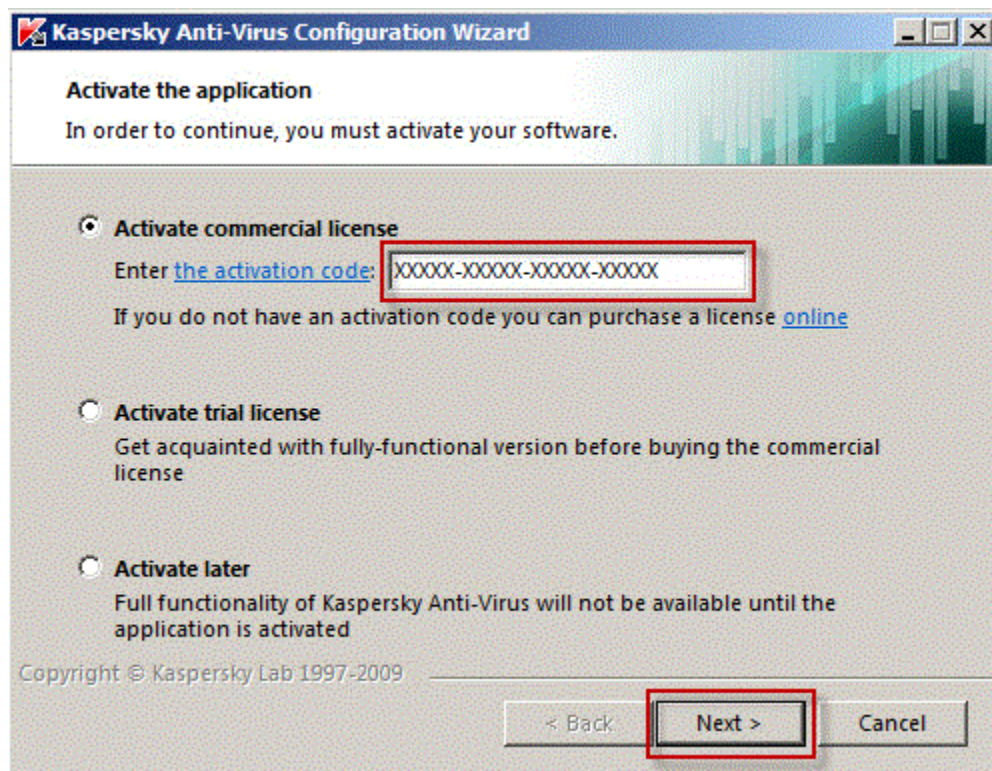 Kaspersky Anti-Virus Configuration Wizard
Activate the application
In order to continue, you must activate your software.
Activate commercial license
Enter the activation code: XXXXX-XXXXX-XXXXX-XXXXX
If you do not have an activation code you can purchase a license online
Activate trial license
Get acquainted with fully-functional version before buying the commercial
license
Activate later
Full functionality of Kaspersky Anti-Virus will not be available until the
application is activated
Copyright © Kaspersky Lab 1997-2009
< Back Next > Cancel